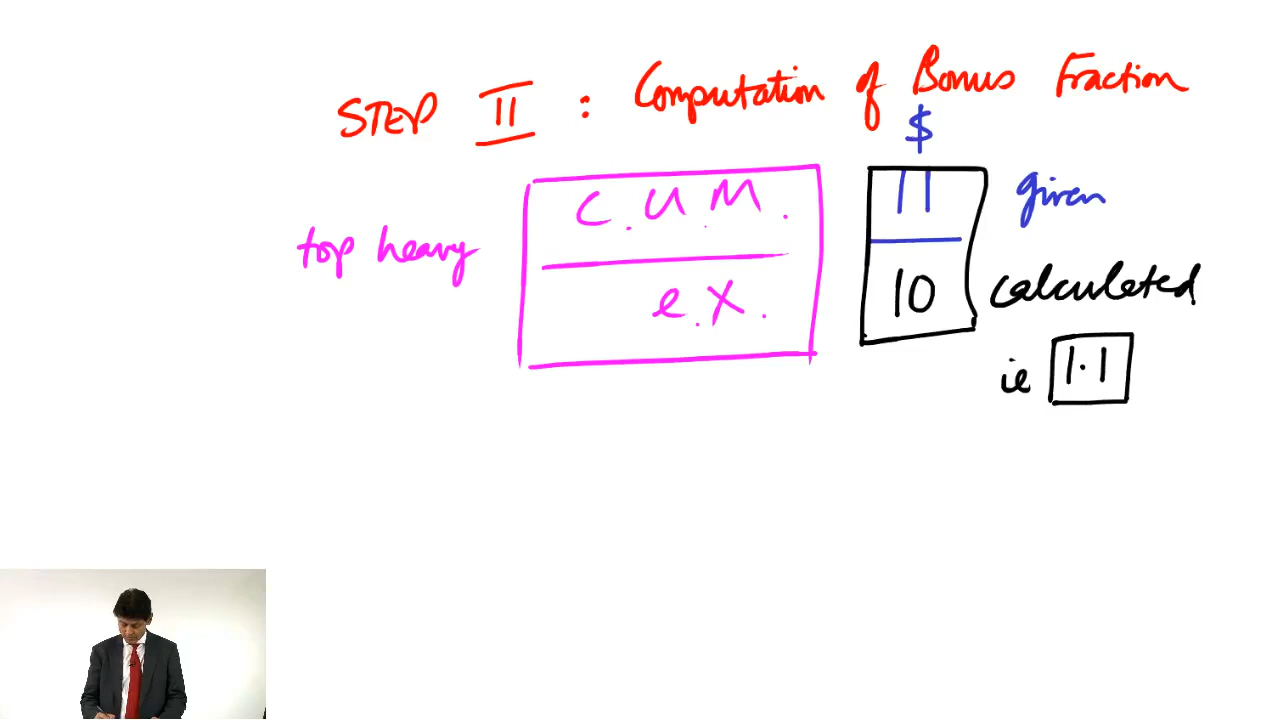 STEP II : Computation of Bonus Fraction
$
top heavy
C.U.M.
e.X.
11 given
10 calculated
ie 1.1